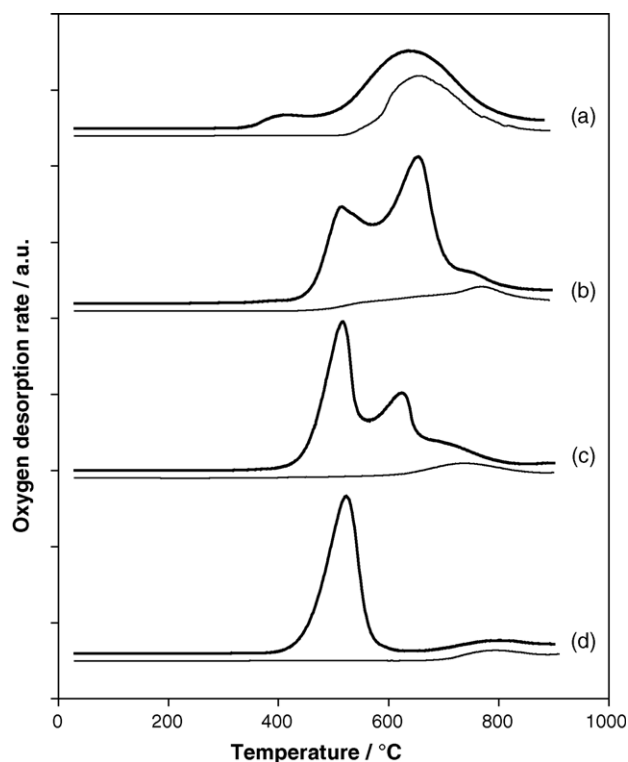 (a)
(b)
(c)
(d)
Oxygen desorption rate / a.u.
0 200 400 600 800 1000
Temperature / °C